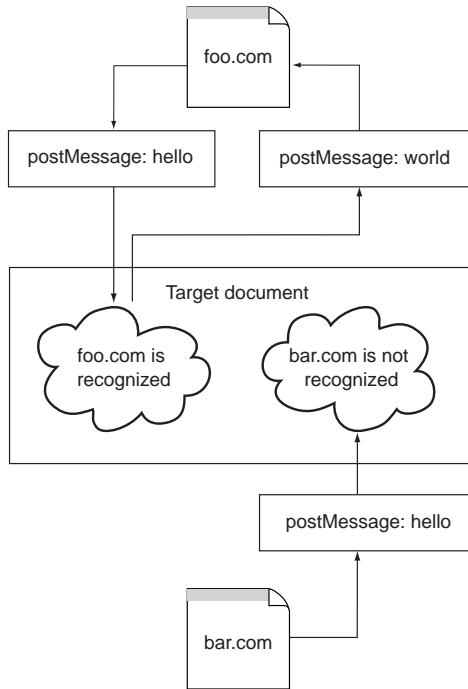 foo.com
postMessage: hello
postMessage: world
Target document
foo.com is
recognized
bar.com is not
recognized
postMessage: hello
bar.com